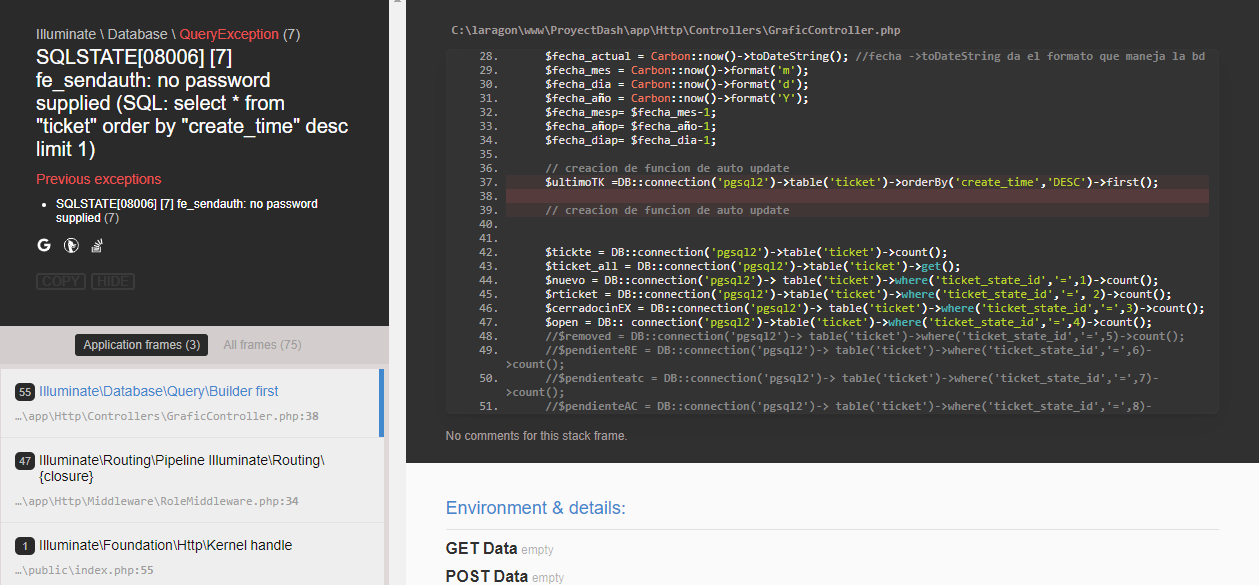 Illuminate \ Database \ QueryException (7)
SQLSTATE[08006] [7]
fe_sendauth: no password
supplied (SQL: select * from
"ticket" order by "create_time" desc
limit 1)
Previous exceptions
• SQLSTATE[08006] [7] fe_sendauth: no password
supplied (7)
COPY HIDE
Application frames (3) All frames (75)
55 Illuminate\Database\Query\Builder first
…\app\Http\Controllers\GraficController.php:38
47 Illuminate\Routing\Pipeline Illuminate\Routing\
{closure}
…\app\Http\Middleware\RoleMiddleware.php:34
1 Illuminate\Foundation\Http\Kernel handle
…\public\index.php:55
C:\laragon\www\ProyectDash\app\Http\Controllers\GraficController.php
28. $fecha_actual = Carbon::now()->toDateString(); //fecha ->toDateString da el formato que maneja la bd
29. $fecha_mes = Carbon::now()->format('m');
30. $fecha_dia = Carbon::now()->format('d');
31. $fecha_año = Carbon::now()->format('Y');
32. $fecha_mesp= $fecha_mes-1;
33. $fecha_añop= $fecha_año-1;
34. $fecha_diap= $fecha_dia-1;
35.
36. // creacion de funcion de auto update
37. $ultimoTK =DB::connection('pgsql2')->table('ticket')->orderBy('create_time','DESC')->first();
38.
39. // creacion de funcion de auto update
40.
41.
42. $tickte = DB::connection('pgsql2')->table('ticket')->count();
43. $ticket_all = DB::connection('pgsql2')->table('ticket')->get();
44. $nuevo = DB::connection('pgsql2')-> table('ticket')->where('ticket_state_id','=',1)->count();
45. $rticket = DB::connection('pgsql2')->table('ticket')->where('ticket_state_id','=', 2)->count();
46. $cerradocinEX = DB::connection('pgsql2')-> table('ticket')->where('ticket_state_id','=',3)->count();
47. $open = DB:: connection('pgsql2')->table('ticket')->where('ticket_state_id','=',4)->count();
48. //$removed = DB::connection('pgsql2')-> table('ticket')->where('ticket_state_id','=',5)->count();
49. //$pendienteRE = DB::connection('pgsql2')-> table('ticket')->where('ticket_state_id','=',6)-
>count();
50. //$pendienteatc = DB::connection('pgsql2')-> table('ticket')->where('ticket_state_id','=',7)-
>count();
51. //$pendienteAC = DB::connection('pgsql2')-> table('ticket')->where('ticket_state_id','=',8)-
No comments for this stack frame.
Environment & details:
GET Data empty
POST Data empty